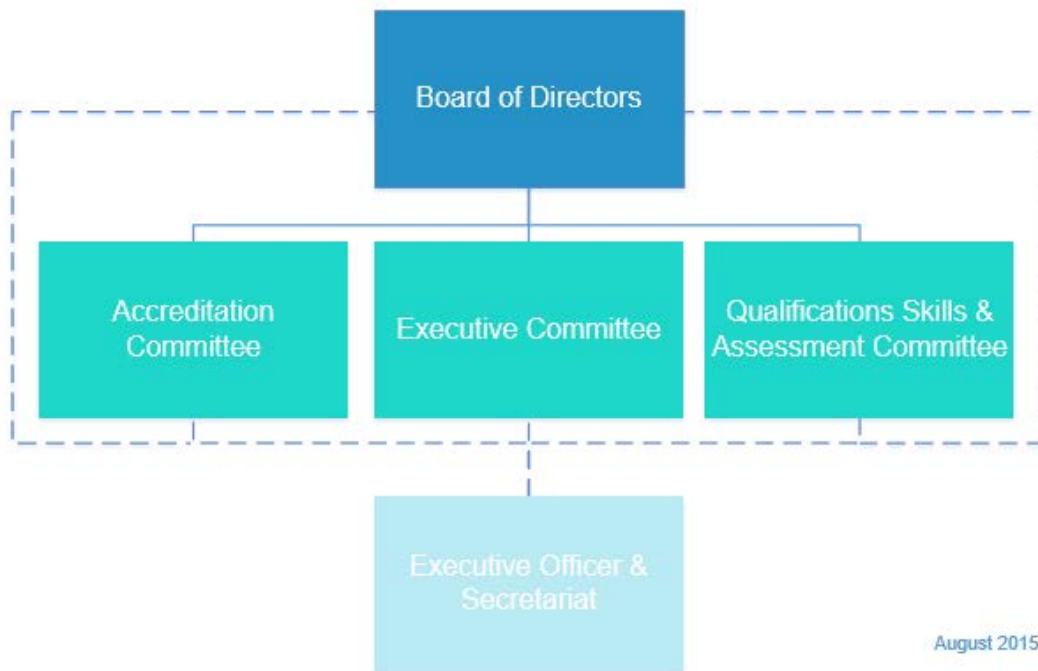 Board of Directors
Accreditation
Committee
Executive Committee
Qualifications Skills &
Assessment Committee
Executive Officer &
Secretariat
August 2015